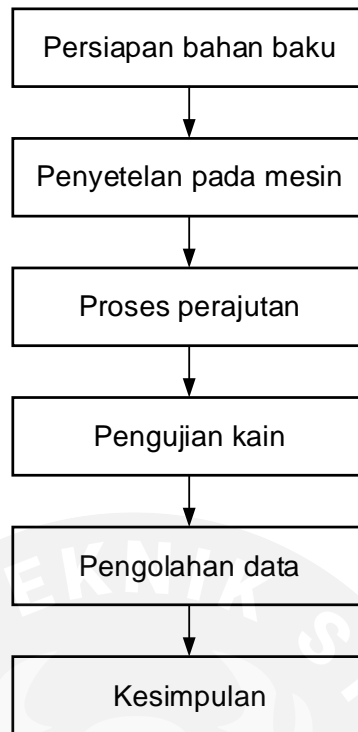 Persiapan bahan baku
Penyetelan pada mesin
Proses perajutan
Pengujian kain
Pengolahan data
Kesimpulan